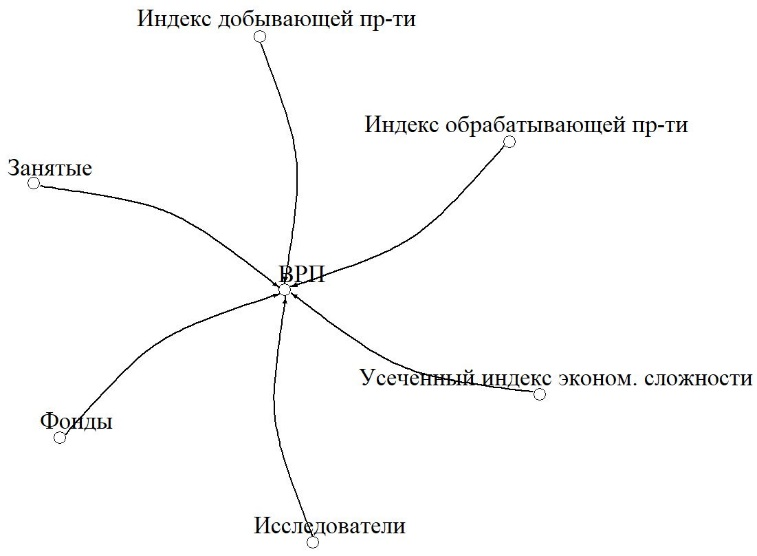 Индекс добывающей пр-ти
Индекс обрабатывающей пр-ти
Занятые
ВРП
Усеченный индекс эконом. сложности
Фонды
Исследователи